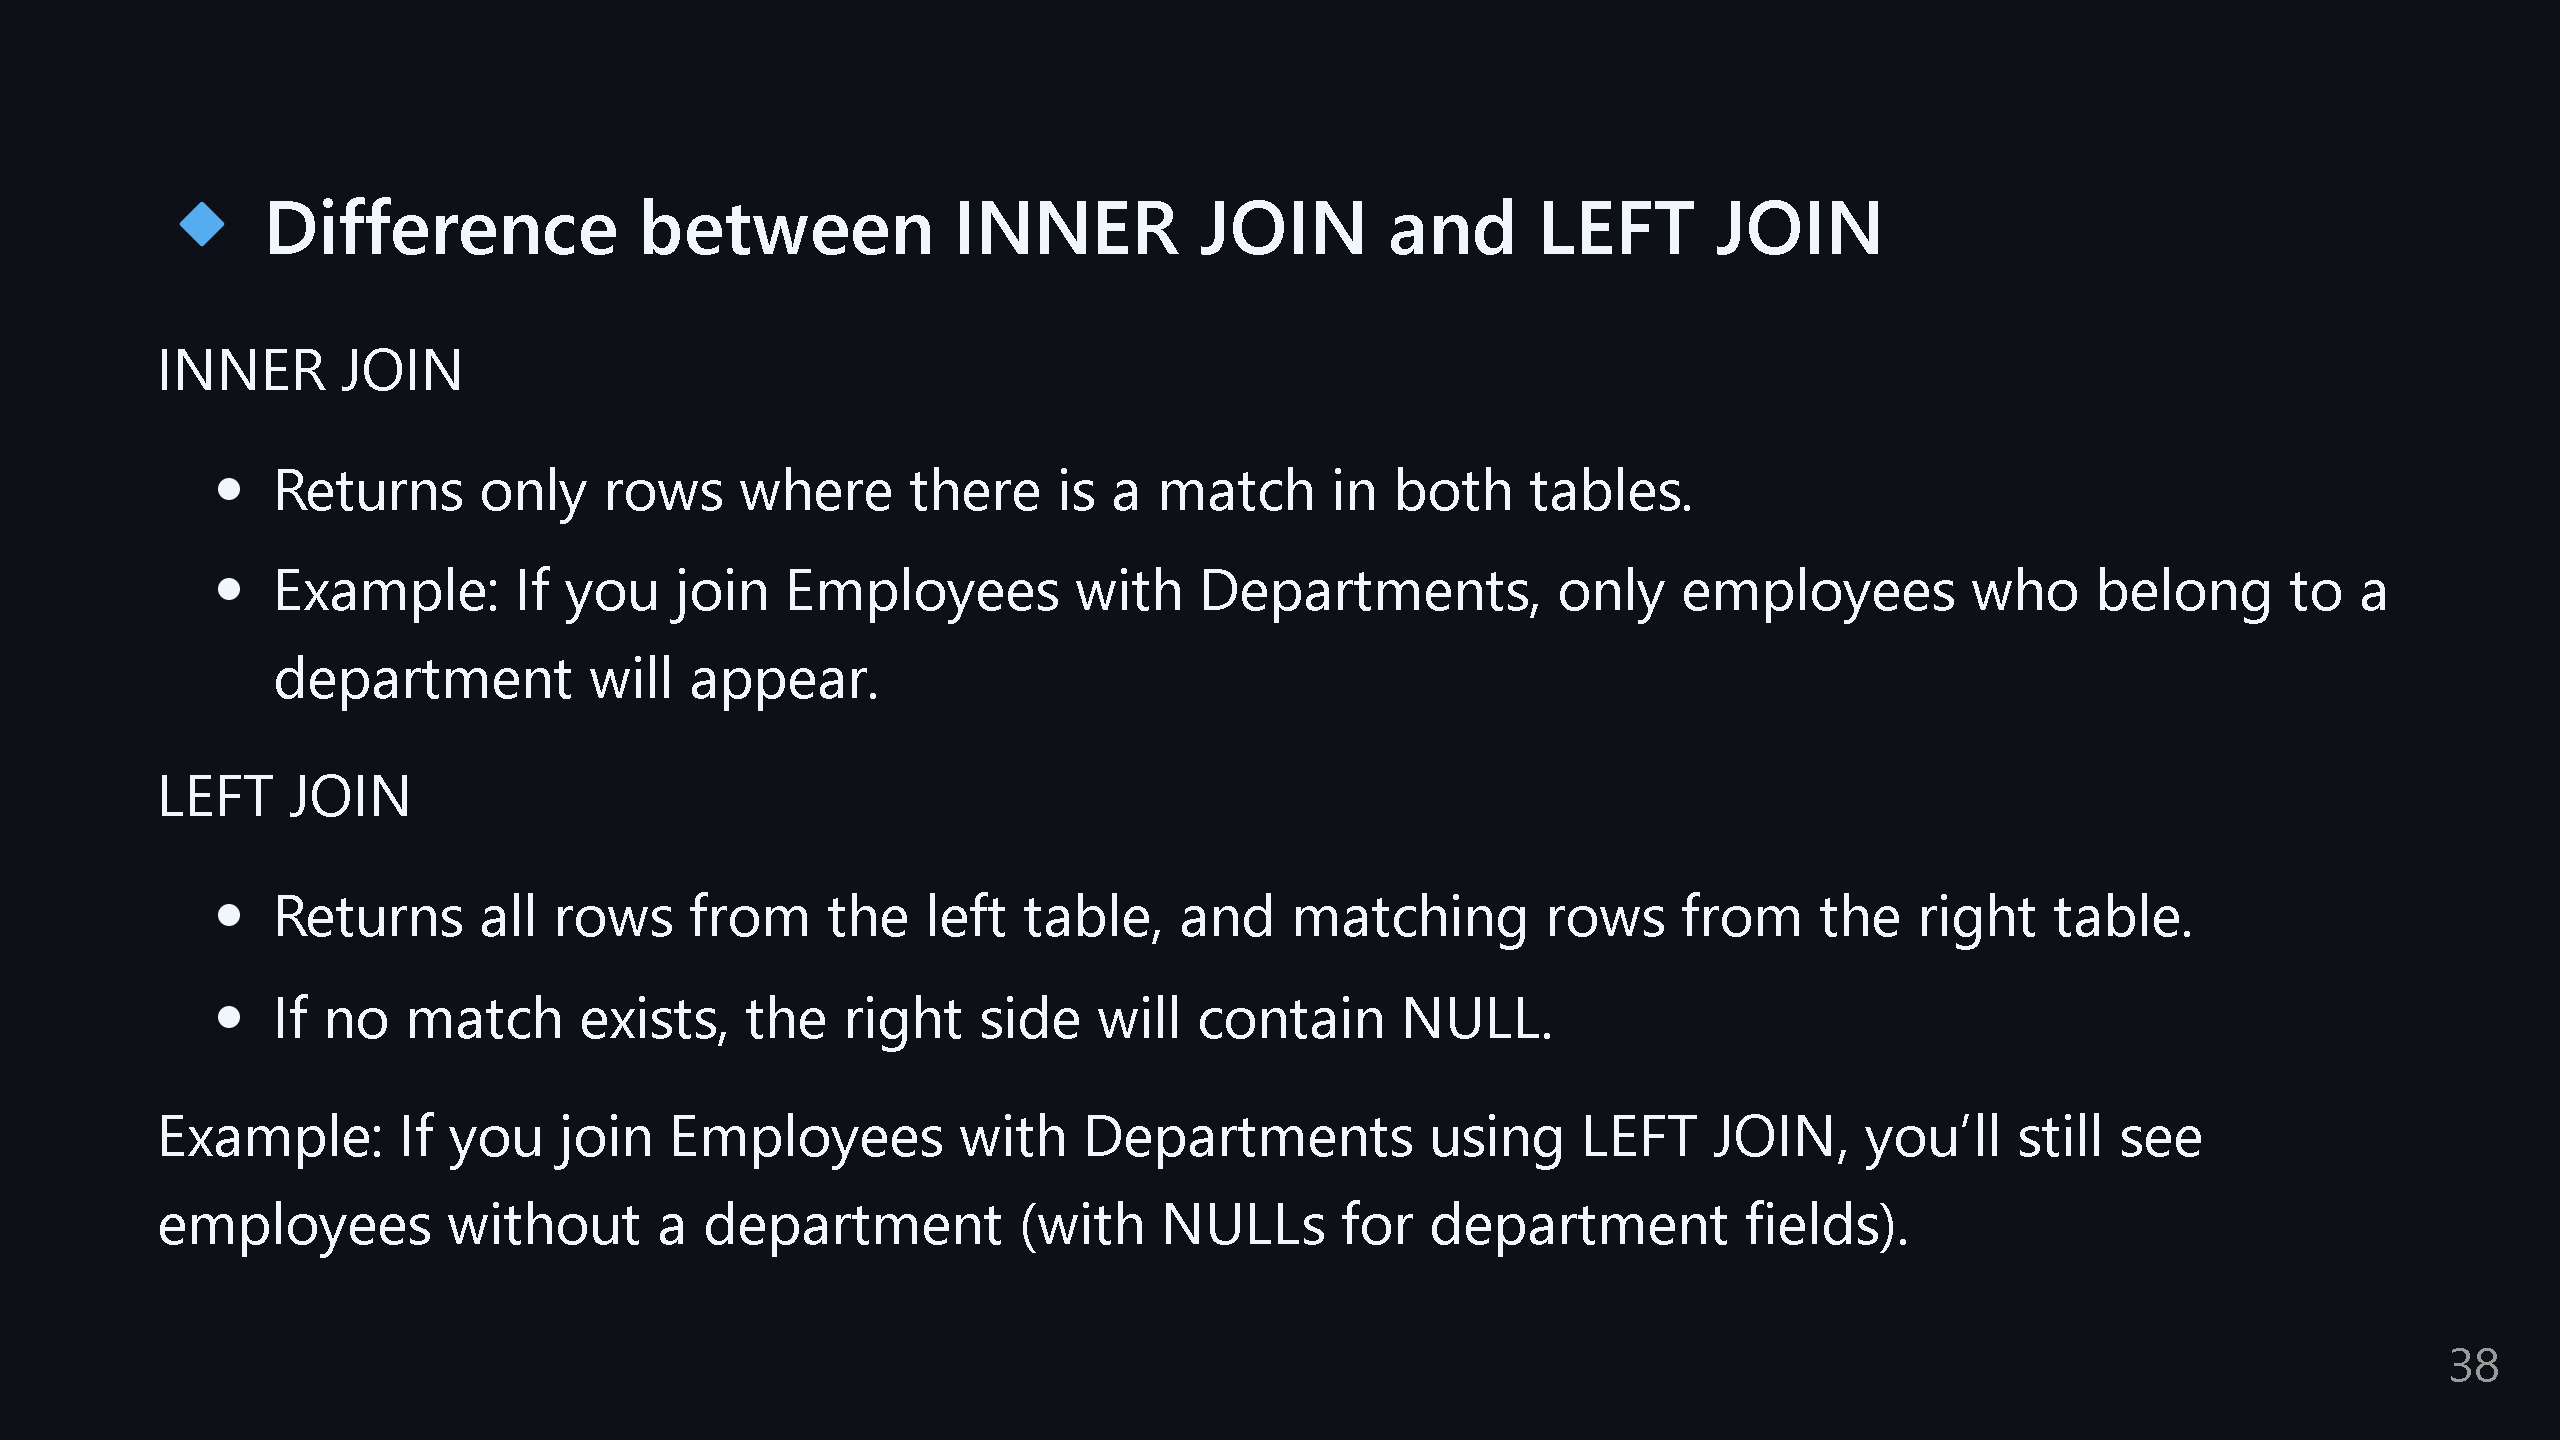 🔹 Difference between INNER JOIN and LEFT JOIN
INNER JOIN
• Returns only rows where there is a match in both tables.
• Example: If you join Employees with Departments, only employees who belong to a
department will appear.
LEFT JOIN
• Returns all rows from the left table, and matching rows from the right table.
• If no match exists, the right side will contain NULL.
Example: If you join Employees with Departments using LEFT JOIN, you’ll still see
employees without a department (with NULLs for department fields).
38